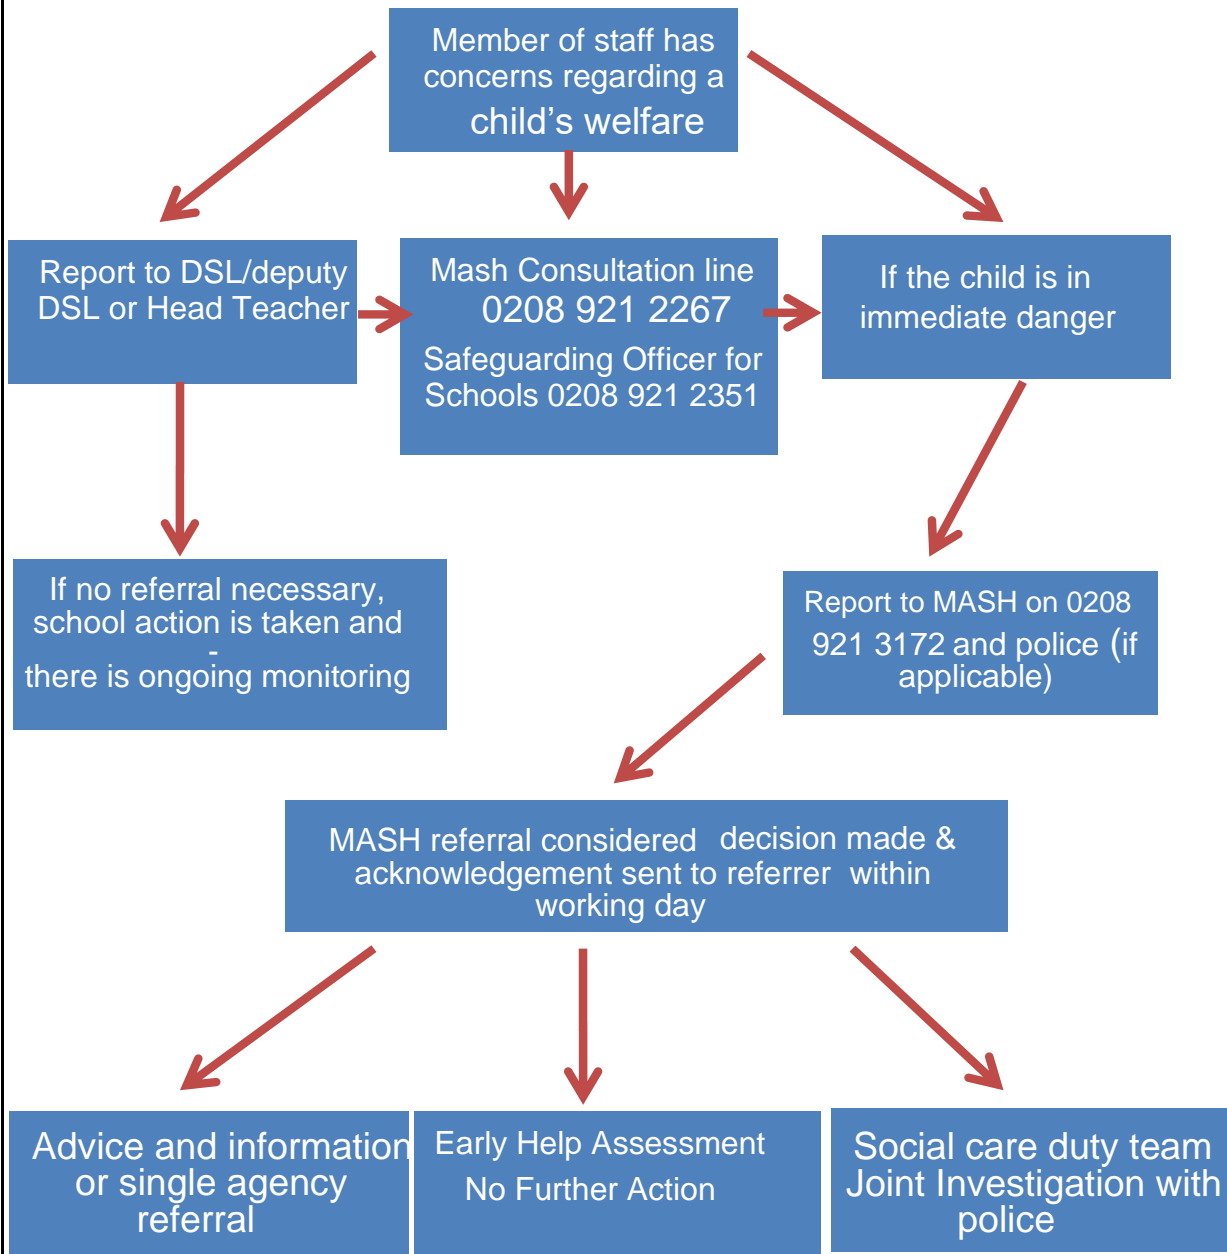 Member of staff has
concerns regarding a
child’s welfare
Report to DSL/deputy
DSL or Head Teacher
Mash Consultation line
0208 921 2267
Safeguarding Officer for
Schools 0208 921 2351
If the child is in
immediate danger
If no referral necessary,
school action is taken and
-
there is ongoing monitoring
Report to MASH on 0208
921 3172 and police (if
applicable)
MASH referral considered decision made &
acknowledgement sent to referrer within
working day
Advice and information
or single agency
referral
Early Help Assessment
No Further Action
Social care duty team
Joint Investigation with
police